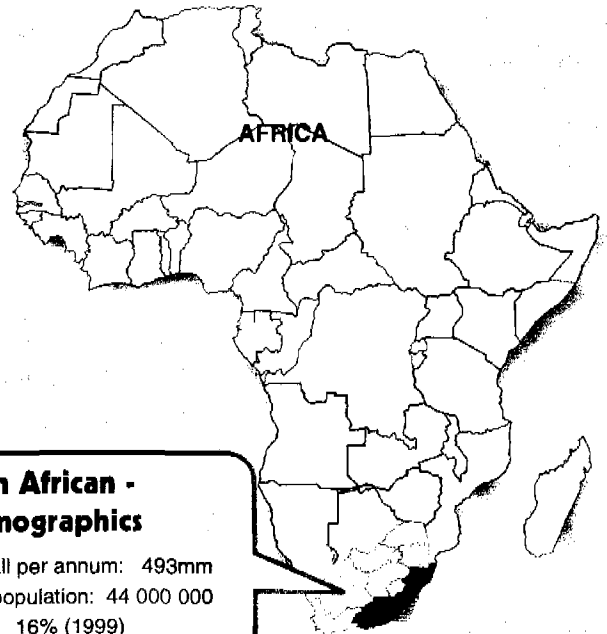 AFRICA
n African -
nographics
ll per annum: 493mm
population: 44 000 000
16% (1999)